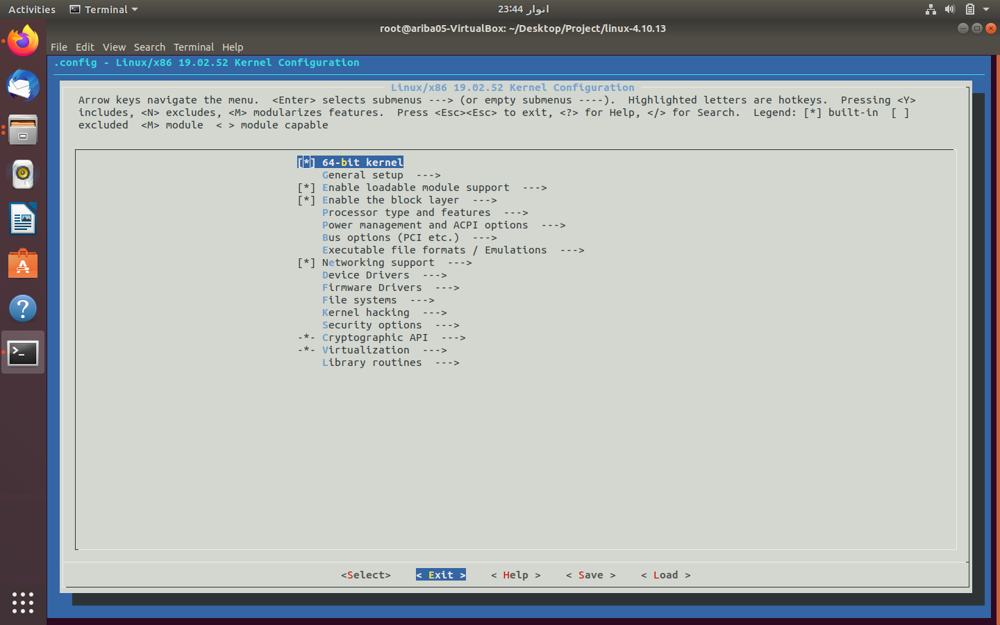 Activities Terminal اتوار 23:44
root@ariba05-VirtualBox: ~/Desktop/Project/linux-4.10.13
File Edit View Search Terminal Help
.config - Linux/x86 19.02.52 Kernel Configuration
Linux/x86 19.02.52 Kernel Configuration
Arrow keys navigate the menu.  <Enter> selects submenus ---> (or empty submenus ----).  Highlighted letters are hotkeys.  Pressing <Y>
includes, <N> excludes, <M> modularizes features.  Press <Esc><Esc> to exit, <?> for Help, </> for Search.  Legend: [*] built-in  [ ]
excluded  <M> module  < > module capable
[*] 64-bit kernel
General setup  --->
[*] Enable loadable module support  --->
[*] Enable the block layer  --->
Processor type and features  --->
Power management and ACPI options  --->
Bus options (PCI etc.)  --->
Executable file formats / Emulations  --->
[*] Networking support  --->
Device Drivers  --->
Firmware Drivers  --->
File systems  --->
Kernel hacking  --->
Security options  --->
-*- Cryptographic API  --->
-*- Virtualization  --->
Library routines  --->
<Select> < Exit > < Help > < Save > < Load >